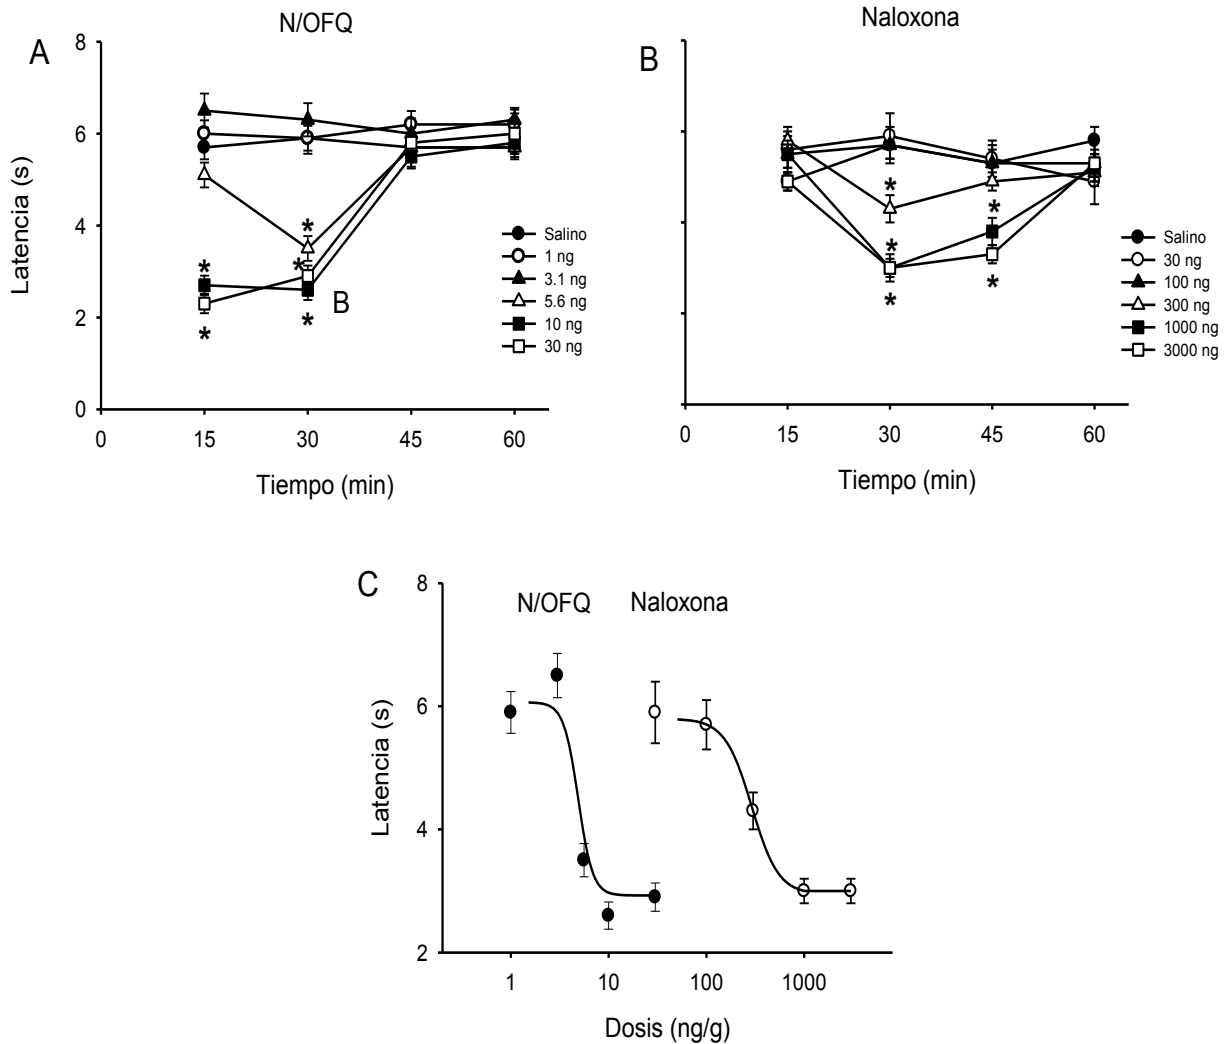 N/OFQ
A
8
6
4
2
0
Latencia (s)
0 15 30 45 60
Tiempo (min)
* * * * * B
Salino
1 ng
3.1 ng
5.6 ng
10 ng
30 ng
Naloxona
B
* * * * *
0 15 30 45 60
Tiempo (min)
Salino
30 ng
100 ng
300 ng
1000 ng
3000 ng
C
N/OFQ Naloxona
8
6
4
2
Latencia (s)
1 10 100 1000
Dosis (ng/g)